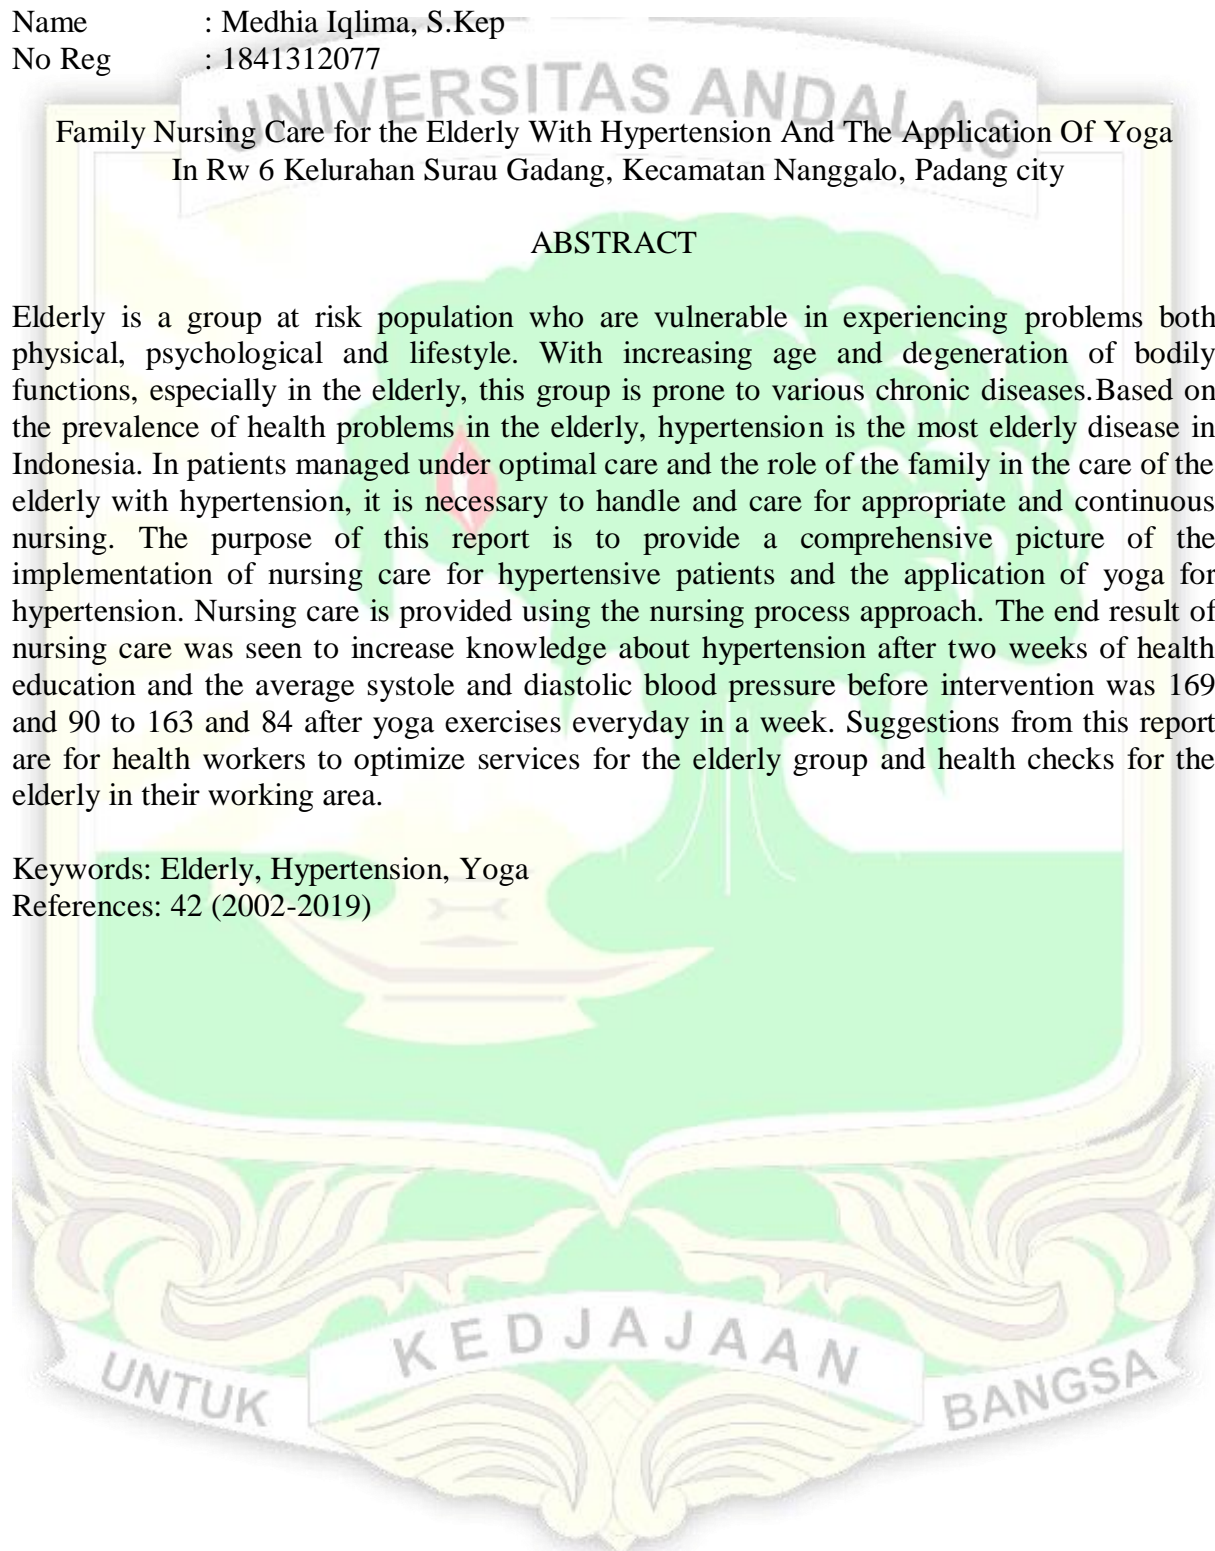 Name : Medhia Iqlima, S.Kep
No Reg : 1841312077
UNIVERSITAS ANDALAS
Family Nursing Care for the Elderly With Hypertension And The Application Of Yoga
In Rw 6 Kelurahan Surau Gadang, Kecamatan Nanggalo, Padang city
ABSTRACT
Elderly is a group at risk population who are vulnerable in experiencing problems both
physical, psychological and lifestyle. With increasing age and degeneration of bodily
functions, especially in the elderly, this group is prone to various chronic diseases.Based on
the prevalence of health problems in the elderly, hypertension is the most elderly disease in
Indonesia. In patients managed under optimal care and the role of the family in the care of the
elderly with hypertension, it is necessary to handle and care for appropriate and continuous
nursing. The purpose of this report is to provide a comprehensive picture of the
implementation of nursing care for hypertensive patients and the application of yoga for
hypertension. Nursing care is provided using the nursing process approach. The end result of
nursing care was seen to increase knowledge about hypertension after two weeks of health
education and the average systole and diastolic blood pressure before intervention was 169
and 90 to 163 and 84 after yoga exercises everyday in a week. Suggestions from this report
are for health workers to optimize services for the elderly group and health checks for the
elderly in their working area.
Keywords: Elderly, Hypertension, Yoga
References: 42 (2002-2019)
UNTUK KEDJAJAAN BANGSA